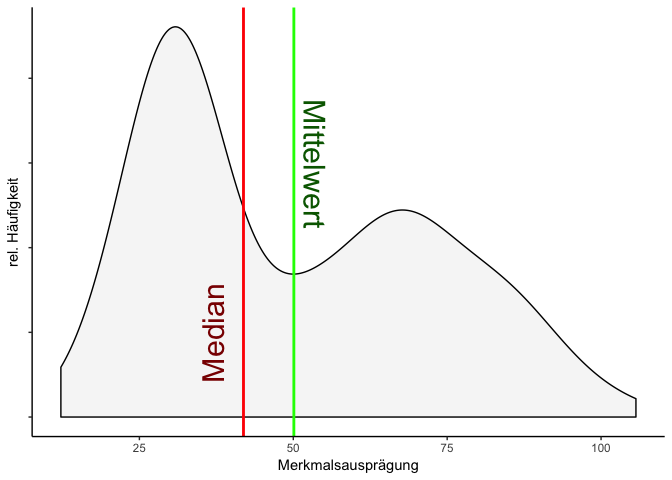 rel. Häufigkeit
Median
Mittelwert
25
50
75
100
Merkmalsausprägung